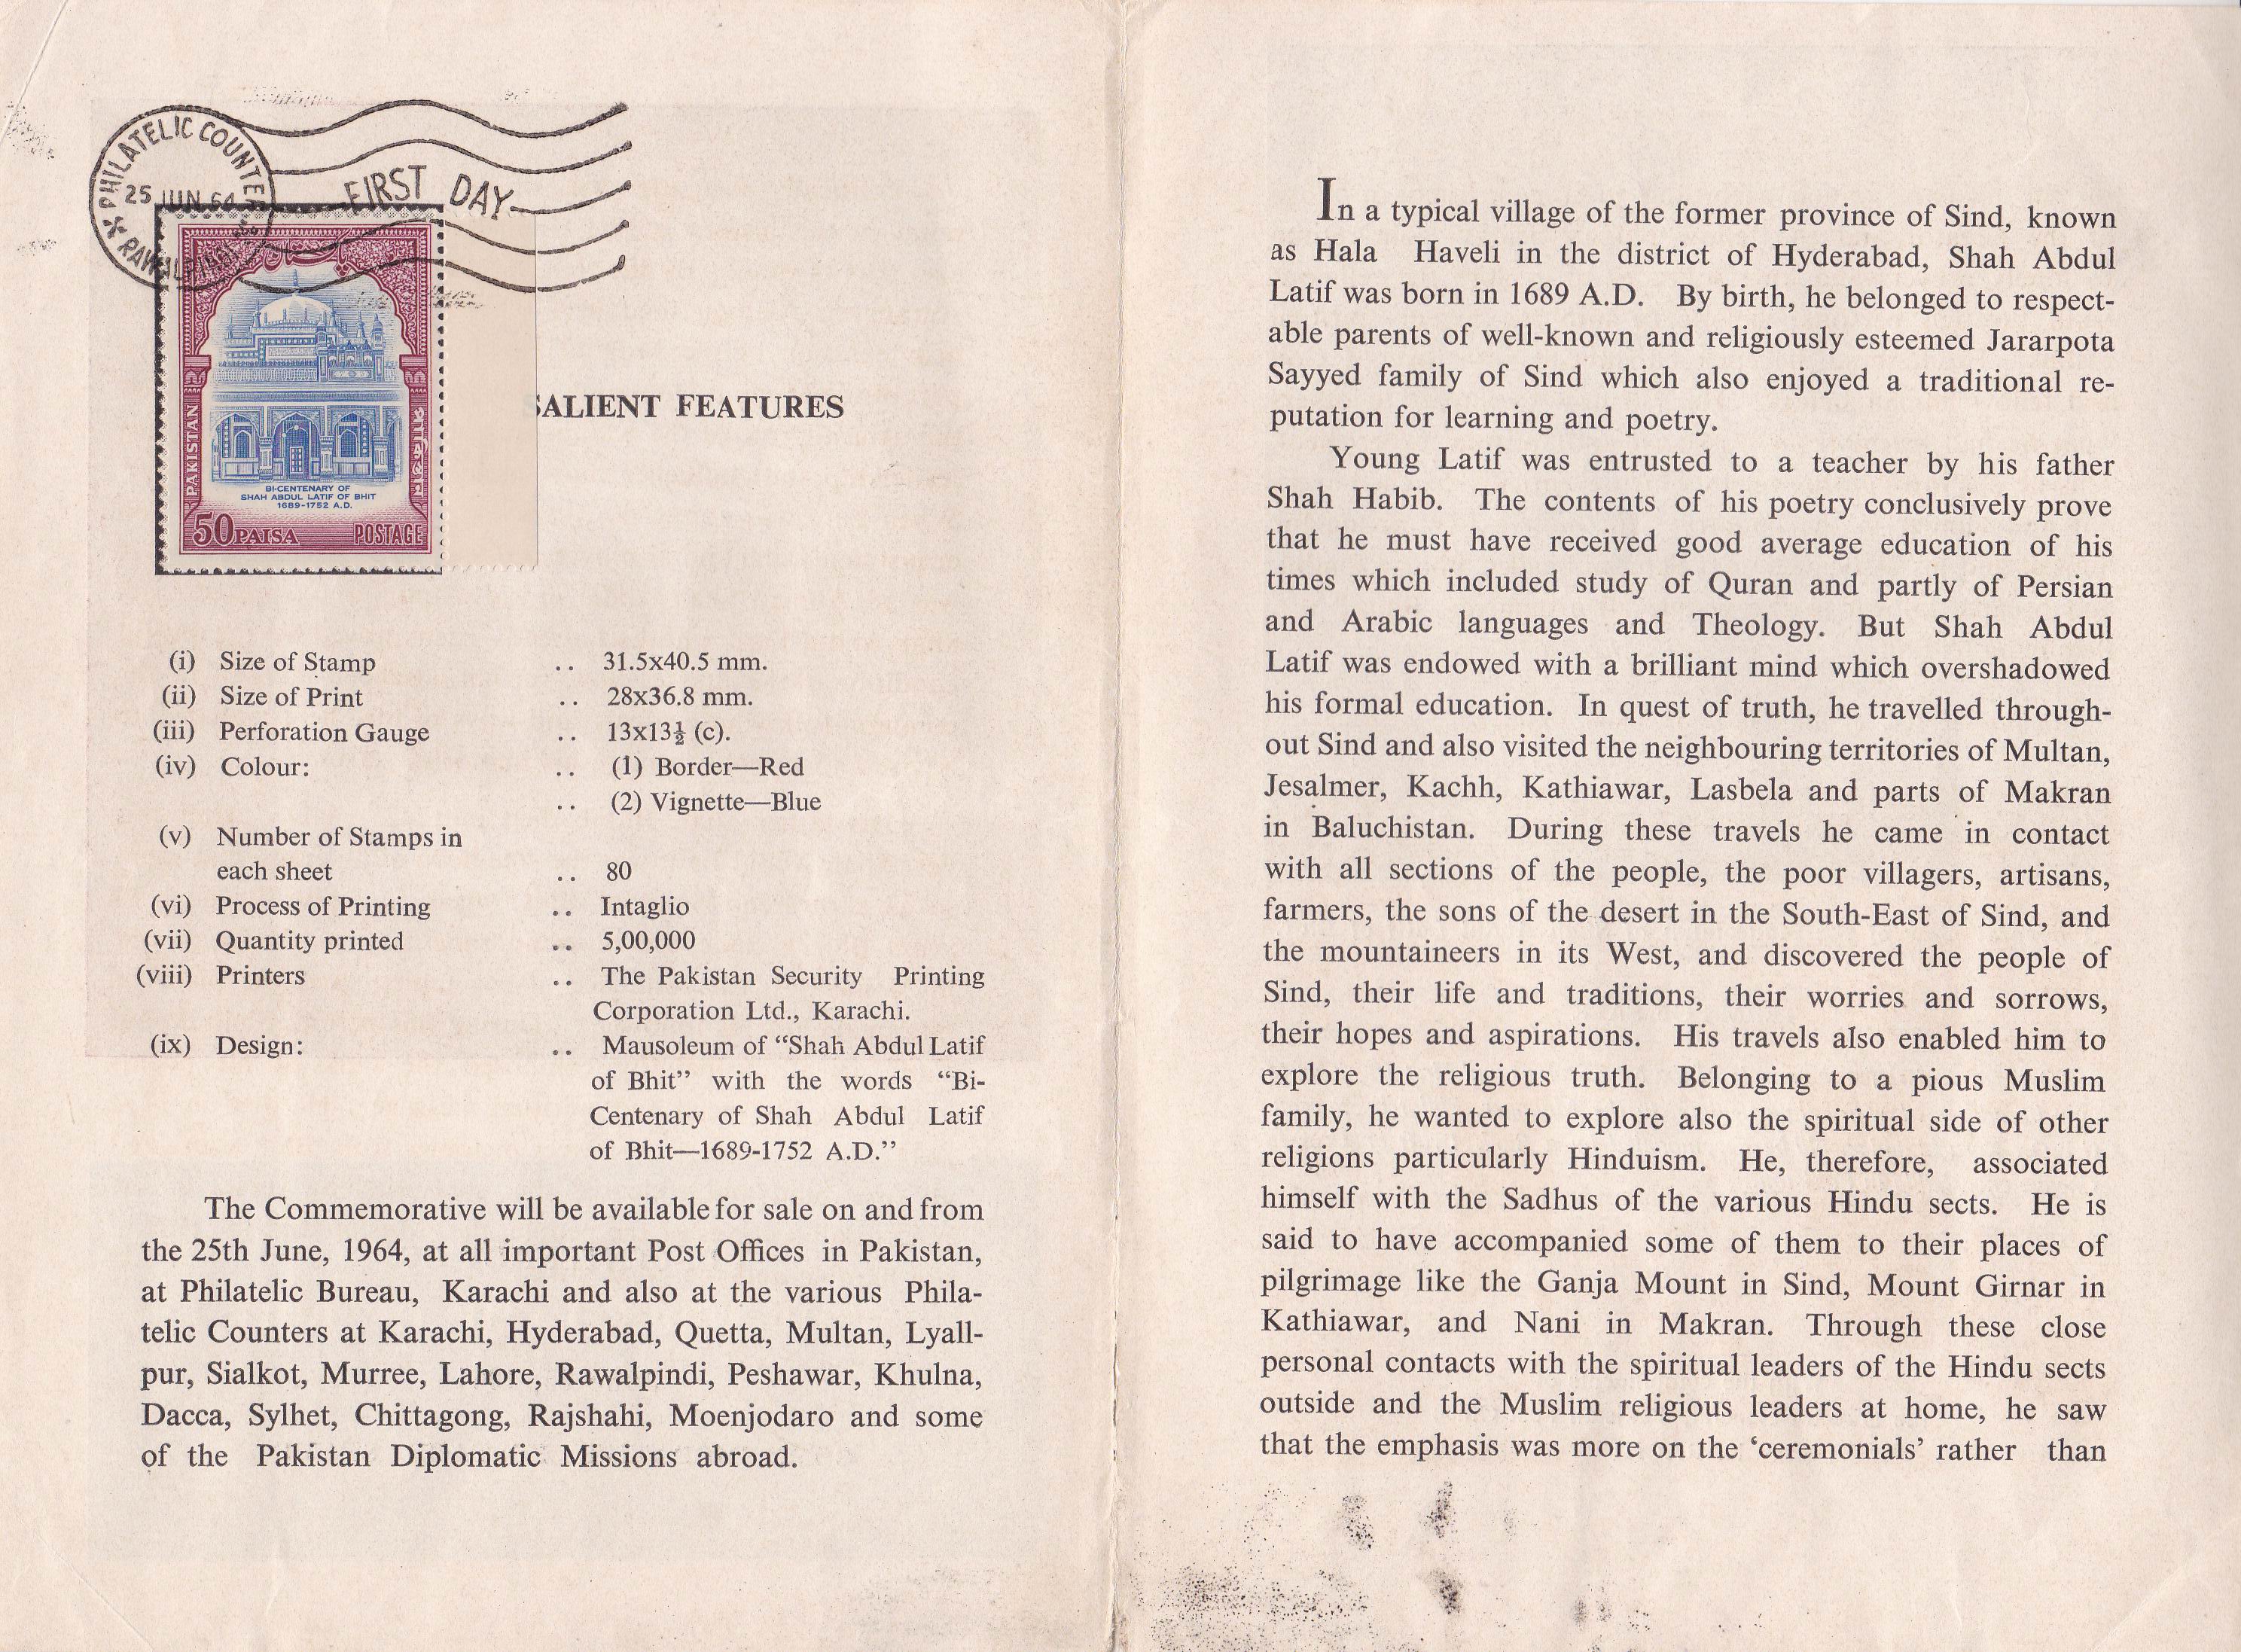 PHILATELIC COUNTER
25 JUN 64
RAWALPINDI
FIRST DAY
پاکستان
PAKISTAN
পাকিস্তান
BI-CENTENARY OF
SHAH ABDUL LATIF OF BHIT
1689-1752 A.D.
50 PAISA POSTAGE
SALIENT FEATURES
(i) Size of Stamp .. 31.5x40.5 mm.
(ii) Size of Print .. 28x36.8 mm.
(iii) Perforation Gauge .. 13x13½ (c).
(iv) Colour: .. (1) Border—Red
.. (2) Vignette—Blue
(v) Number of Stamps in
each sheet .. 80
(vi) Process of Printing .. Intaglio
(vii) Quantity printed .. 5,00,000
(viii) Printers .. The Pakistan Security Printing
Corporation Ltd., Karachi.
(ix) Design: .. Mausoleum of “Shah Abdul Latif
of Bhit” with the words “Bi-
Centenary of Shah Abdul Latif
of Bhit—1689-1752 A.D.”
The Commemorative will be available for sale on and from
the 25th June, 1964, at all important Post Offices in Pakistan,
at Philatelic Bureau, Karachi and also at the various Phila-
telic Counters at Karachi, Hyderabad, Quetta, Multan, Lyall-
pur, Sialkot, Murree, Lahore, Rawalpindi, Peshawar, Khulna,
Dacca, Sylhet, Chittagong, Rajshahi, Moenjodaro and some
of the Pakistan Diplomatic Missions abroad.
In a typical village of the former province of Sind, known
as Hala Haveli in the district of Hyderabad, Shah Abdul
Latif was born in 1689 A.D. By birth, he belonged to respect-
able parents of well-known and religiously esteemed Jararpota
Sayyed family of Sind which also enjoyed a traditional re-
putation for learning and poetry.
Young Latif was entrusted to a teacher by his father
Shah Habib. The contents of his poetry conclusively prove
that he must have received good average education of his
times which included study of Quran and partly of Persian
and Arabic languages and Theology. But Shah Abdul
Latif was endowed with a brilliant mind which overshadowed
his formal education. In quest of truth, he travelled through-
out Sind and also visited the neighbouring territories of Multan,
Jesalmer, Kachh, Kathiawar, Lasbela and parts of Makran
in Baluchistan. During these travels he came in contact
with all sections of the people, the poor villagers, artisans,
farmers, the sons of the desert in the South-East of Sind, and
the mountaineers in its West, and discovered the people of
Sind, their life and traditions, their worries and sorrows,
their hopes and aspirations. His travels also enabled him to
explore the religious truth. Belonging to a pious Muslim
family, he wanted to explore also the spiritual side of other
religions particularly Hinduism. He, therefore, associated
himself with the Sadhus of the various Hindu sects. He is
said to have accompanied some of them to their places of
pilgrimage like the Ganja Mount in Sind, Mount Girnar in
Kathiawar, and Nani in Makran. Through these close
personal contacts with the spiritual leaders of the Hindu sects
outside and the Muslim religious leaders at home, he saw
that the emphasis was more on the ‘ceremonials’ rather than